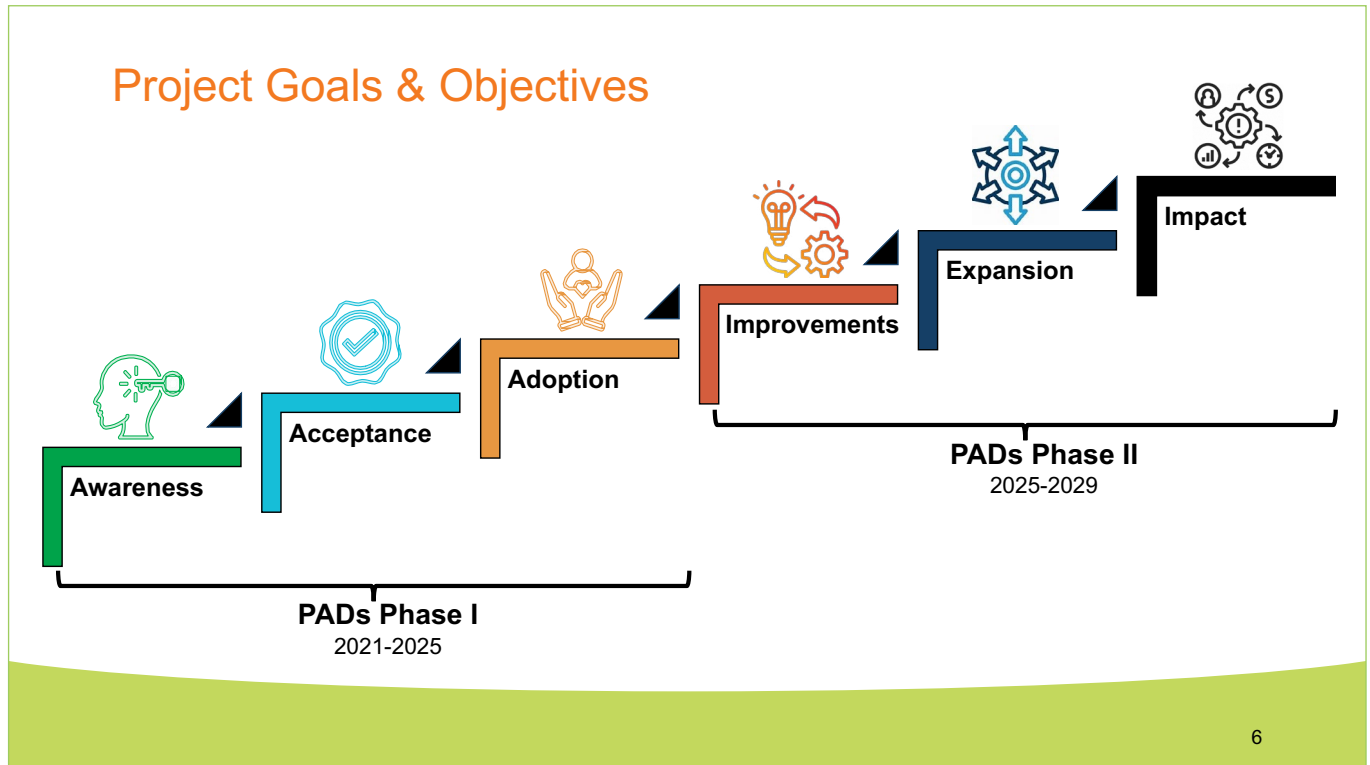 Project Goals & Objectives
Impact
Expansion
Improvements
Adoption
Acceptance
Awareness
PADs Phase II
2025-2029
PADs Phase I
2021-2025
6